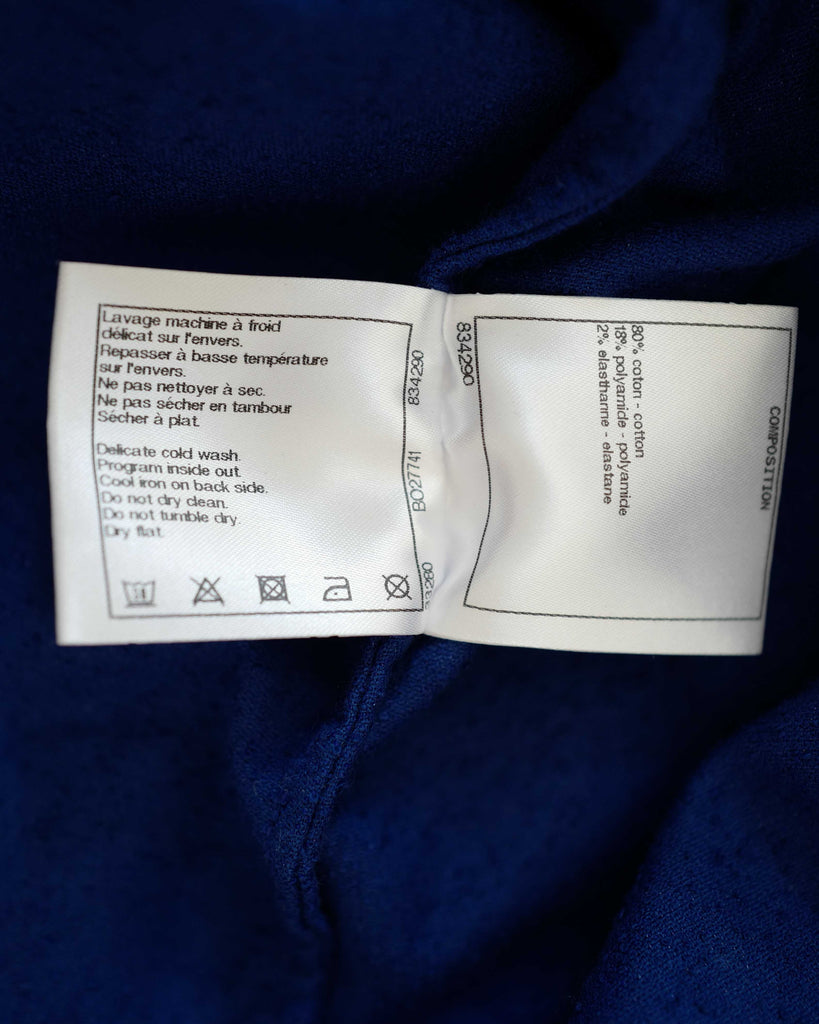 Lavage machine à froid
délicat sur l'envers.
Repasser à basse température
sur l'envers.
Ne pas nettoyer à sec.
Ne pas sécher en tambour
Sécher à plat.
Delicate cold wash.
Program inside out.
Cool iron on back side.
Do not dry clean.
Do not tumble dry.
Dry flat.
834290
BO27741
834290
COMPOSITION
80% coton - cotton
18% polyamide - polyamide
2% elasthanne - elastane